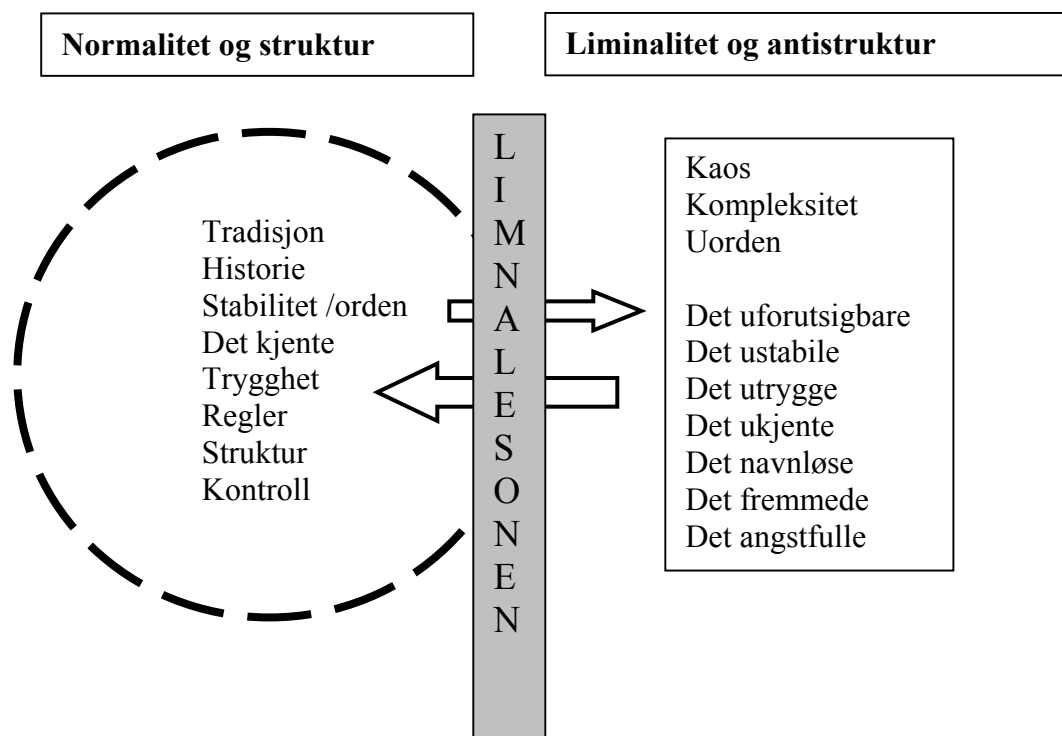 Normalitet og struktur
Liminalitet og antistruktur
Tradisjon
Historie
Stabilitet /orden
Det kjente
Trygghet
Regler
Struktur
Kontroll
L
I
M
N
A
L
E
S
O
N
E
N
Kaos
Kompleksitet
Uorden
Det uforutsigbare
Det ustabile
Det utrygge
Det ukjente
Det navnløse
Det fremmede
Det angstfulle